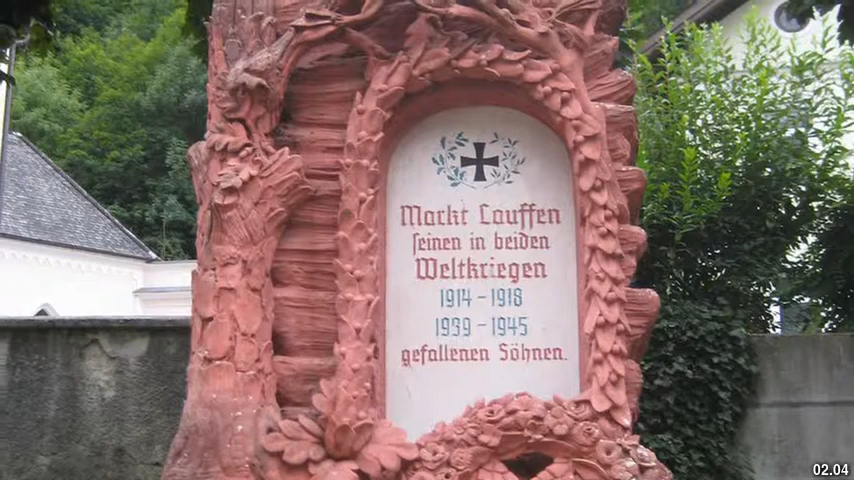 Markt Lauffen
seinen in beiden
Weltkriegen
1914 - 1918
1939 - 1945
gefallenen Söhnen.
02.04